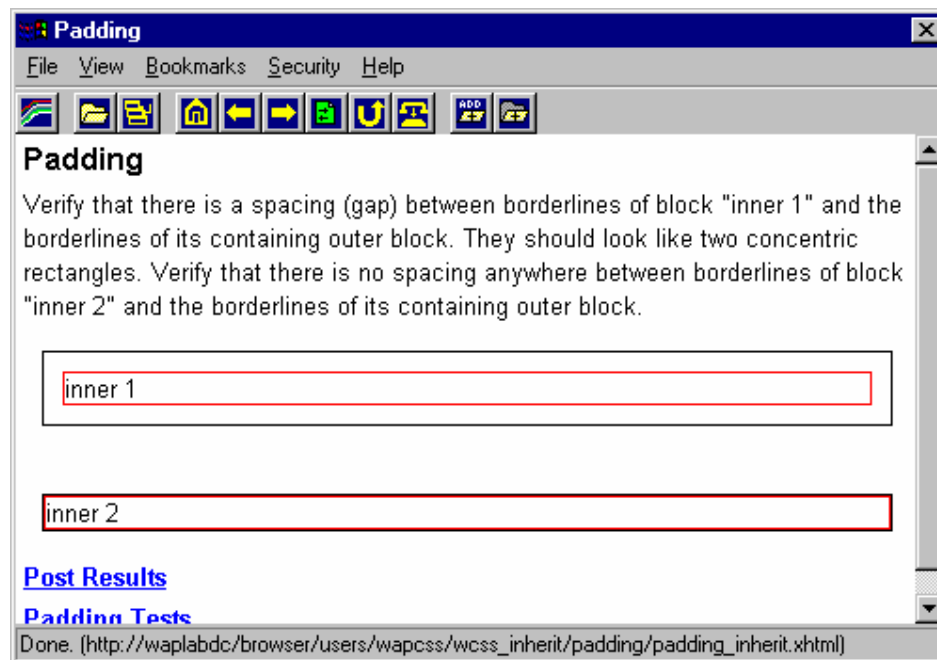 Padding
File View Bookmarks Security Help
ADD
Padding
Verify that there is a spacing (gap) between borderlines of block "inner 1" and the
borderlines of its containing outer block. They should look like two concentric
rectangles. Verify that there is no spacing anywhere between borderlines of block
"inner 2" and the borderlines of its containing outer block.
inner 1
inner 2
Post Results
Padding Tests
Done. (http://waplabdc/browser/users/wapcss/wcss_inherit/padding/padding_inherit.xhtml)